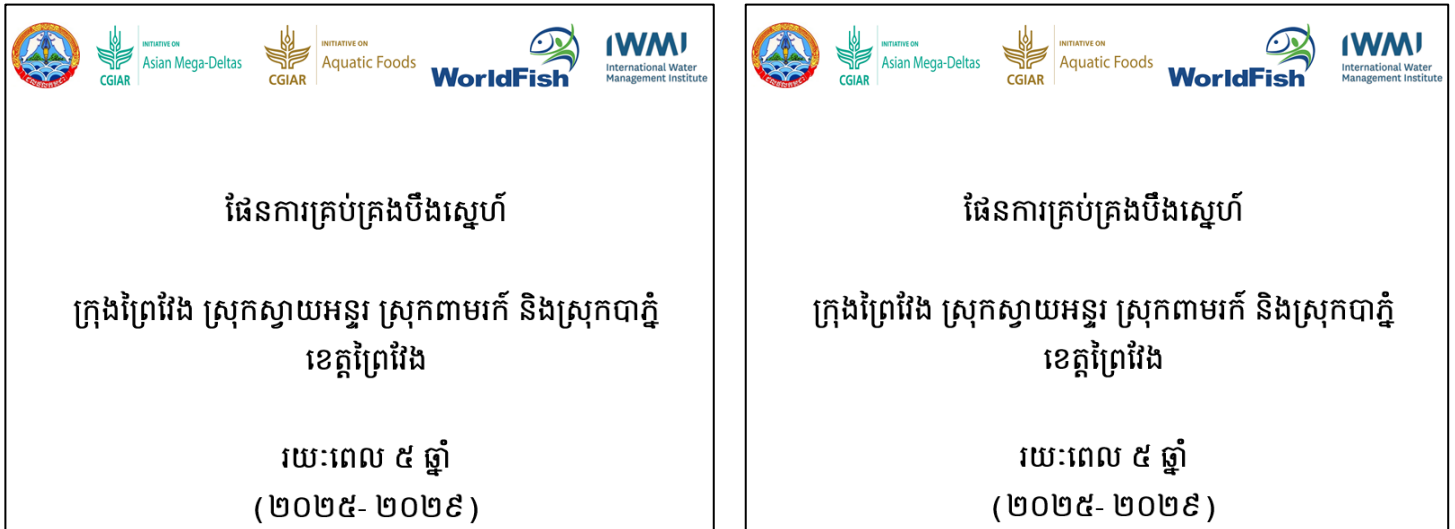 INITIATIVE ON
Asian Mega-Deltas
CGIAR
INITIATIVE ON
Aquatic Foods
CGIAR
WorldFish
IWMI
International Water
Management Institute
ផែនការគ្រប់គ្រងបឹងស្នេហ៍
ក្រុងព្រៃវែង ស្រុកស្វាយអន្ទរ ស្រុកពាមរក៍ និងស្រុកបាភ្នំ
ខេត្តព្រៃវែង
រយៈពេល ៥ ឆ្នាំ
(២០២៥- ២០២៩)
INITIATIVE ON
Asian Mega-Deltas
CGIAR
INITIATIVE ON
Aquatic Foods
CGIAR
WorldFish
IWMI
International Water
Management Institute
ផែនការគ្រប់គ្រងបឹងស្នេហ៍
ក្រុងព្រៃវែង ស្រុកស្វាយអន្ទរ ស្រុកពាមរក៍ និងស្រុកបាភ្នំ
ខេត្តព្រៃវែង
រយៈពេល ៥ ឆ្នាំ
(២០២៥- ២០២៩)